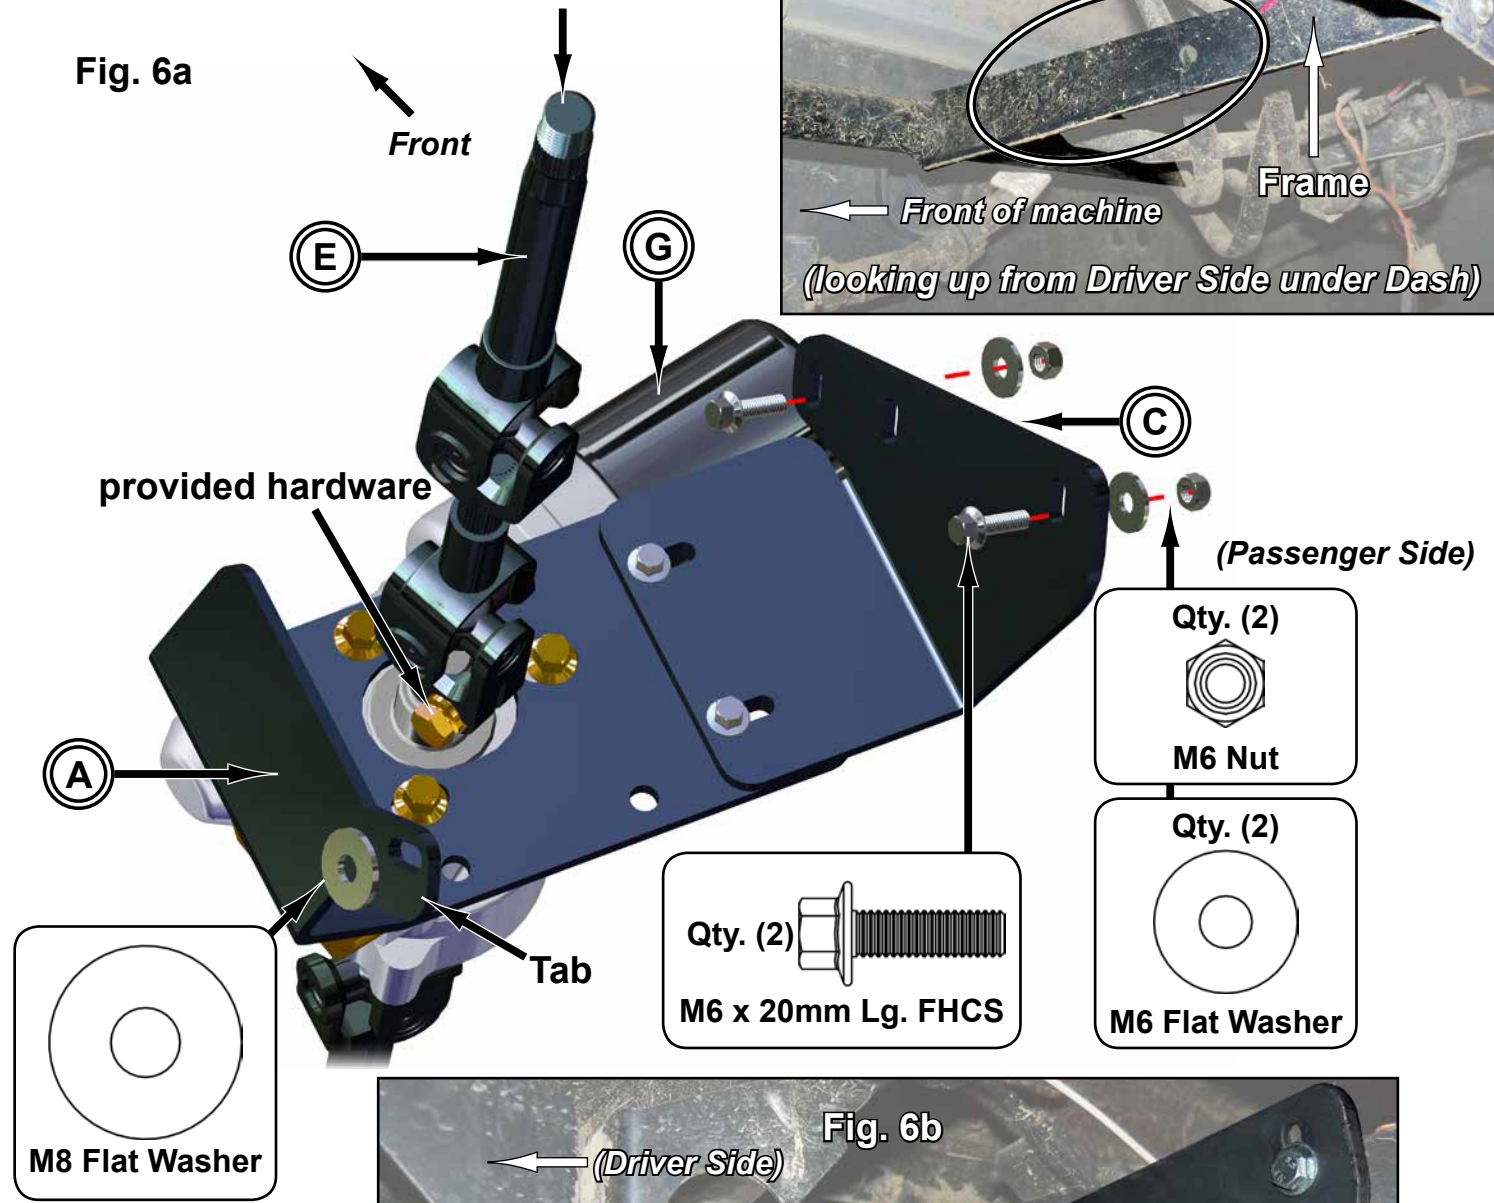 Fig. 6a
Front
Frame
Front of machine
(looking up from Driver Side under Dash)
E
G
C
provided hardware
(Passenger Side)
Qty. (2)
M6 Nut
A
Qty. (2)
M6 Flat Washer
Qty. (2)
M6 x 20mm Lg. FHCS
Tab
M8 Flat Washer
Fig. 6b
(Driver Side)